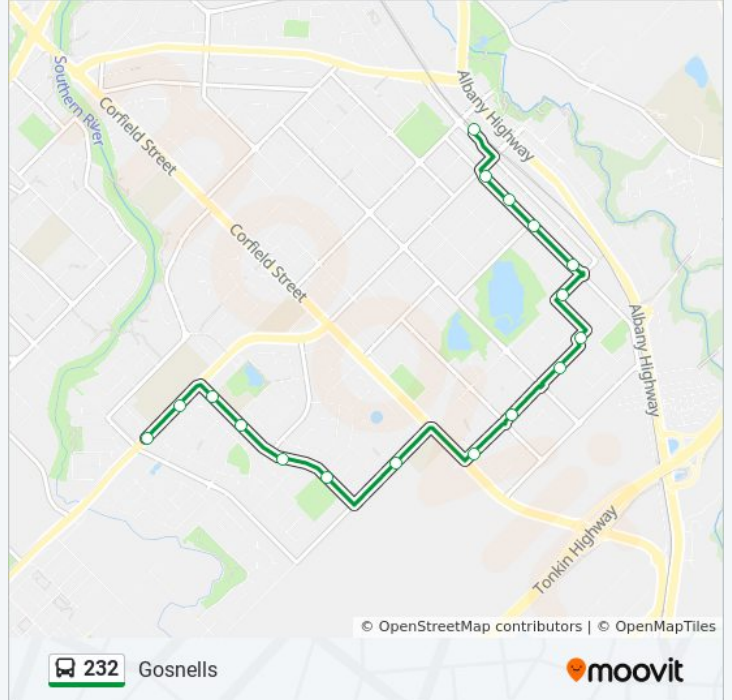 Albany Highway
Southern River
Corfield Street
Corfield Street
Albany Highway
Tonkin Highway
© OpenStreetMap contributors | © OpenMapTiles
232 Gosnells
moovit